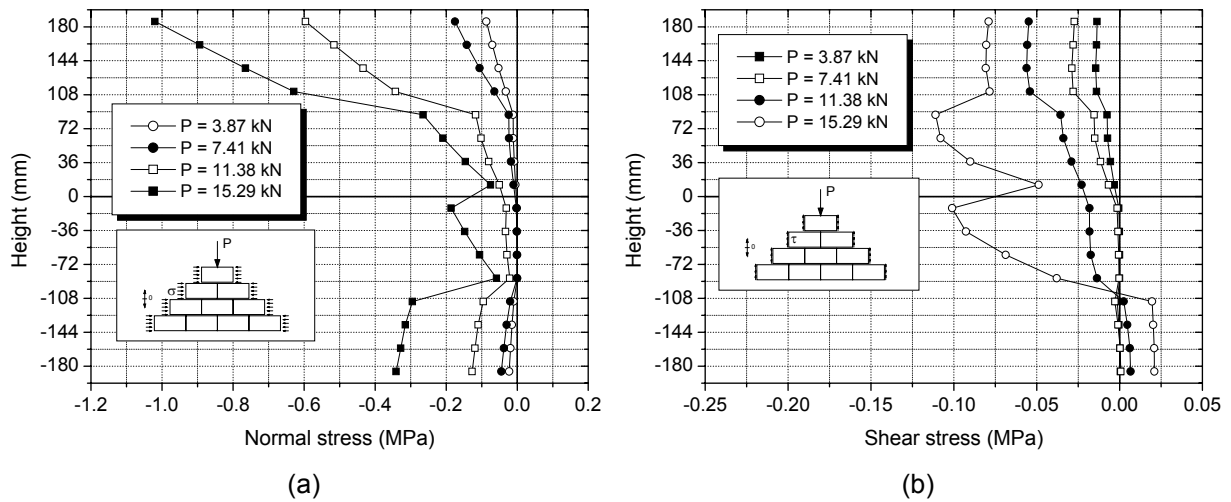 180
144
108
72
36
0
-36
-72
-108
-144
-180
Height (mm)
P = 3.87 kN
P = 7.41 kN
P = 11.38 kN
P = 15.29 kN
P
σ
0
-1.2 -1.0 -0.8 -0.6 -0.4 -0.2 0.0 0.2
Normal stress (MPa)
(a)
180
144
108
72
36
0
-36
-72
-108
-144
-180
Height (mm)
P = 3.87 kN
P = 7.41 kN
P = 11.38 kN
P = 15.29 kN
P
τ
0
-0.25 -0.20 -0.15 -0.10 -0.05 0.00 0.05
Shear stress (MPa)
(b)